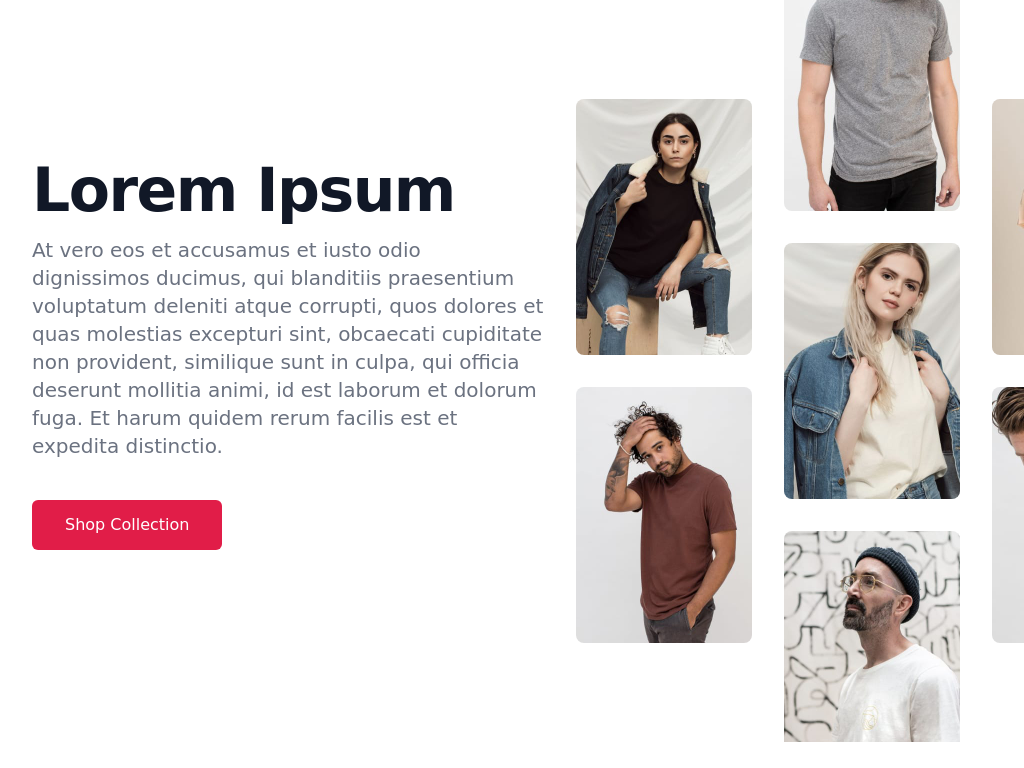 Lorem Ipsum
At vero eos et accusamus et iusto odio
dignissimos ducimus, qui blanditiis praesentium
voluptatum deleniti atque corrupti, quos dolores et
quas molestias excepturi sint, obcaecati cupiditate
non provident, similique sunt in culpa, qui officia
deserunt mollitia animi, id est laborum et dolorum
fuga. Et harum quidem rerum facilis est et
expedita distinctio.
Shop Collection